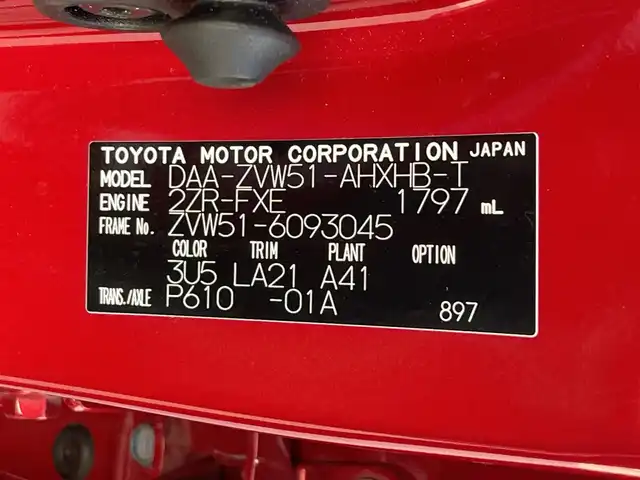 TOYOTA MOTOR CORPORATION JAPAN
MODEL DAA-ZVW51-AHXHB-T
ENGINE 2ZR-FXE 1797 mL
FRAME No. ZVW51-6093045
COLOR TRIM PLANT OPTION
3U5 LA21 A41
TRANS./AXLE P610 -01A 897